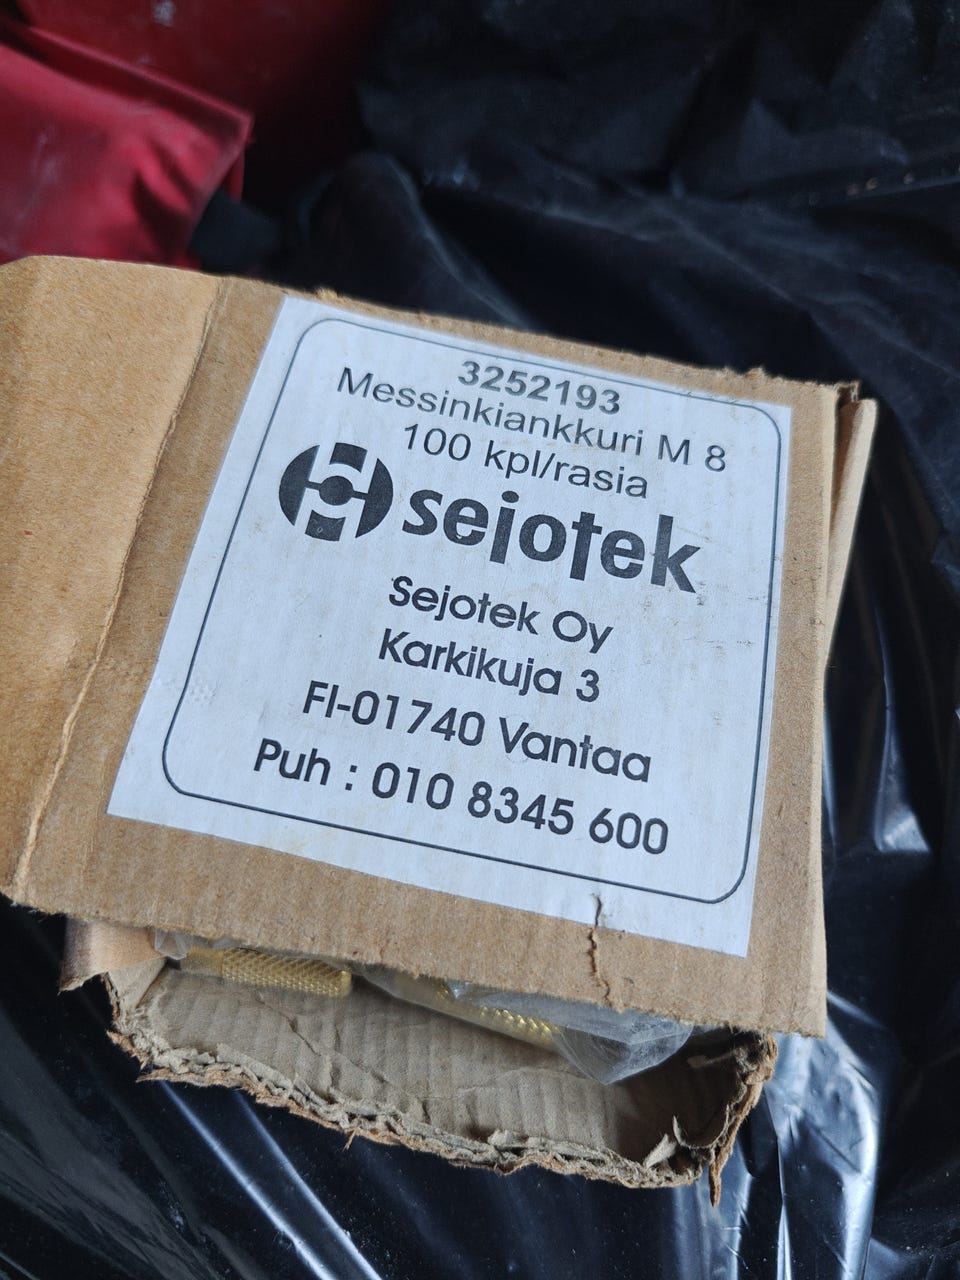 3252193
Messinkiankkuri M 8
100 kpl/rasia
sejotek
Sejotek Oy
Karkikuja 3
FI-01740 Vantaa
Puh : 010 8345 600